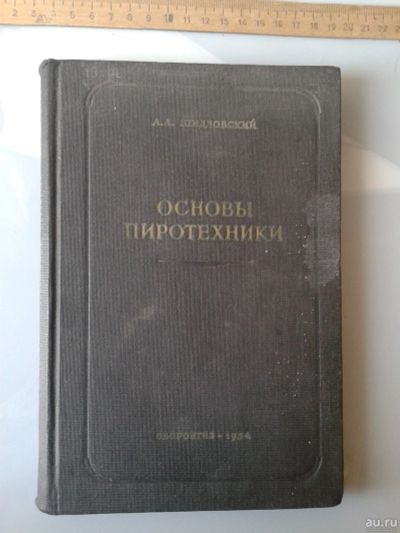 А.А. ШИДЛОВСКИЙ
ОСНОВЫ
ПИРОТЕХНИКИ
ОБОРОНГИЗ • 1954
au.ru